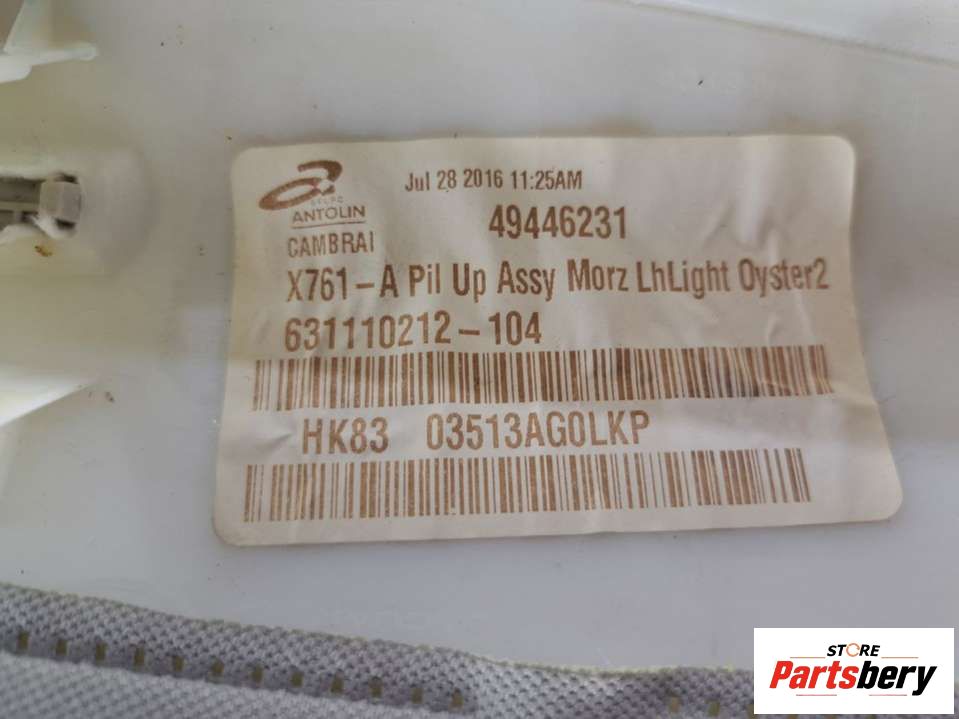 Jul 28 2016 11:25AM
GRUPO
ANTOLIN
49446231
CAMBRAI
X761-A Pil Up Assy Morz LhLight Oyster2
631110212-104
HK83 03513AG0LKP
STORE
Partsbery